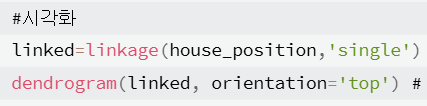 #시각화
linked=linkage(house_position,'single')
dendrogram(linked, orientation='top') #